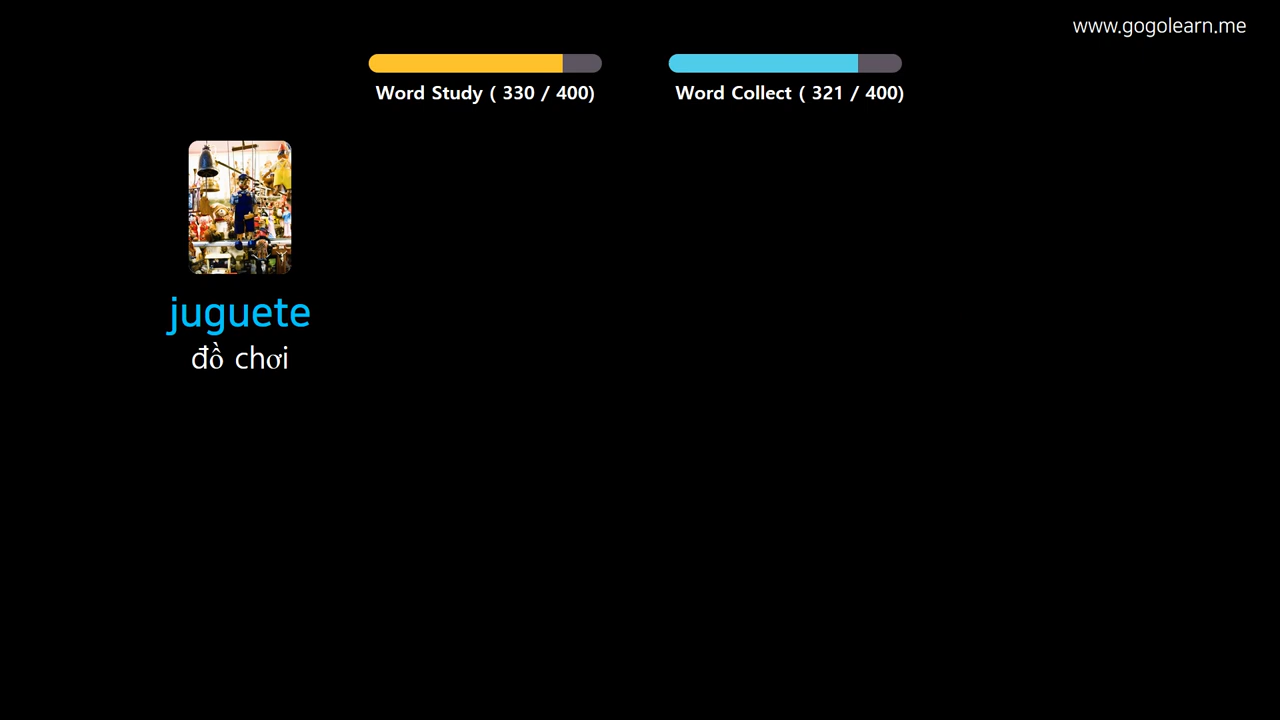 www.gogolearn.me
Word Study ( 330 / 400)
Word Collect ( 321 / 400)
juguete
đồ chơi